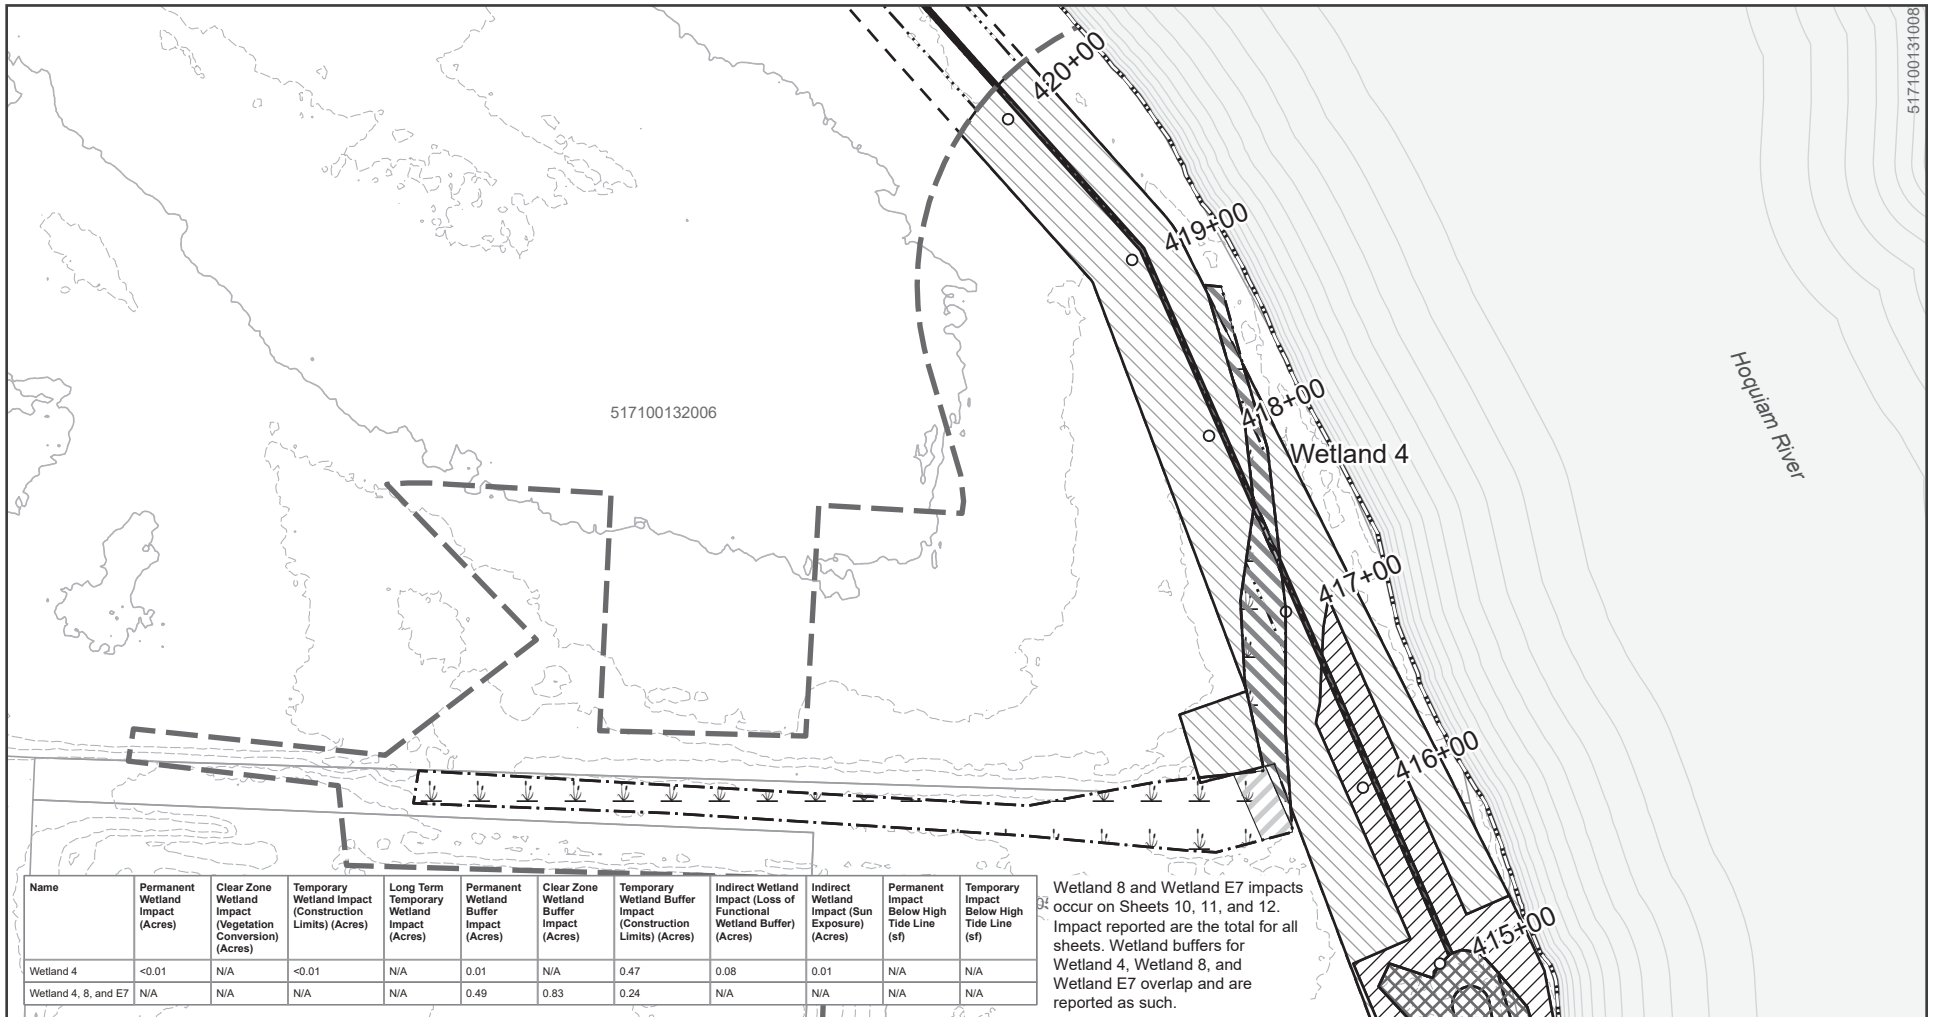 517100131008
420+00
419+00
418+00
Wetland 4
Hoquiam River
517100132006
417+00
416+00
415+00
Name | Permanent Wetland Impact (Acres) | Clear Zone Wetland Impact (Vegetation Conversion) (Acres) | Temporary Wetland Impact (Construction Limits) (Acres) | Long Term Temporary Wetland Impact (Acres) | Permanent Wetland Buffer Impact (Acres) | Clear Zone Wetland Buffer Impact (Acres) | Temporary Wetland Buffer Impact (Construction Limits) (Acres) | Indirect Wetland Impact (Loss of Functional Wetland Buffer) (Acres) | Indirect Wetland Impact (Sun Exposure) (Acres) | Permanent Impact Below High Tide Line (sf) | Temporary Impact Below High Tide Line (sf)
Wetland 4 | <0.01 | N/A | <0.01 | N/A | 0.01 | N/A | 0.47 | 0.08 | 0.01 | N/A | N/A
Wetland 4, 8, and E7 | N/A | N/A | N/A | N/A | 0.49 | 0.83 | 0.24 | N/A | N/A | N/A | N/A
Wetland 8 and Wetland E7 impacts
occur on Sheets 10, 11, and 12.
Impact reported are the total for all
sheets. Wetland buffers for
Wetland 4, Wetland 8, and
Wetland E7 overlap and are
reported as such.